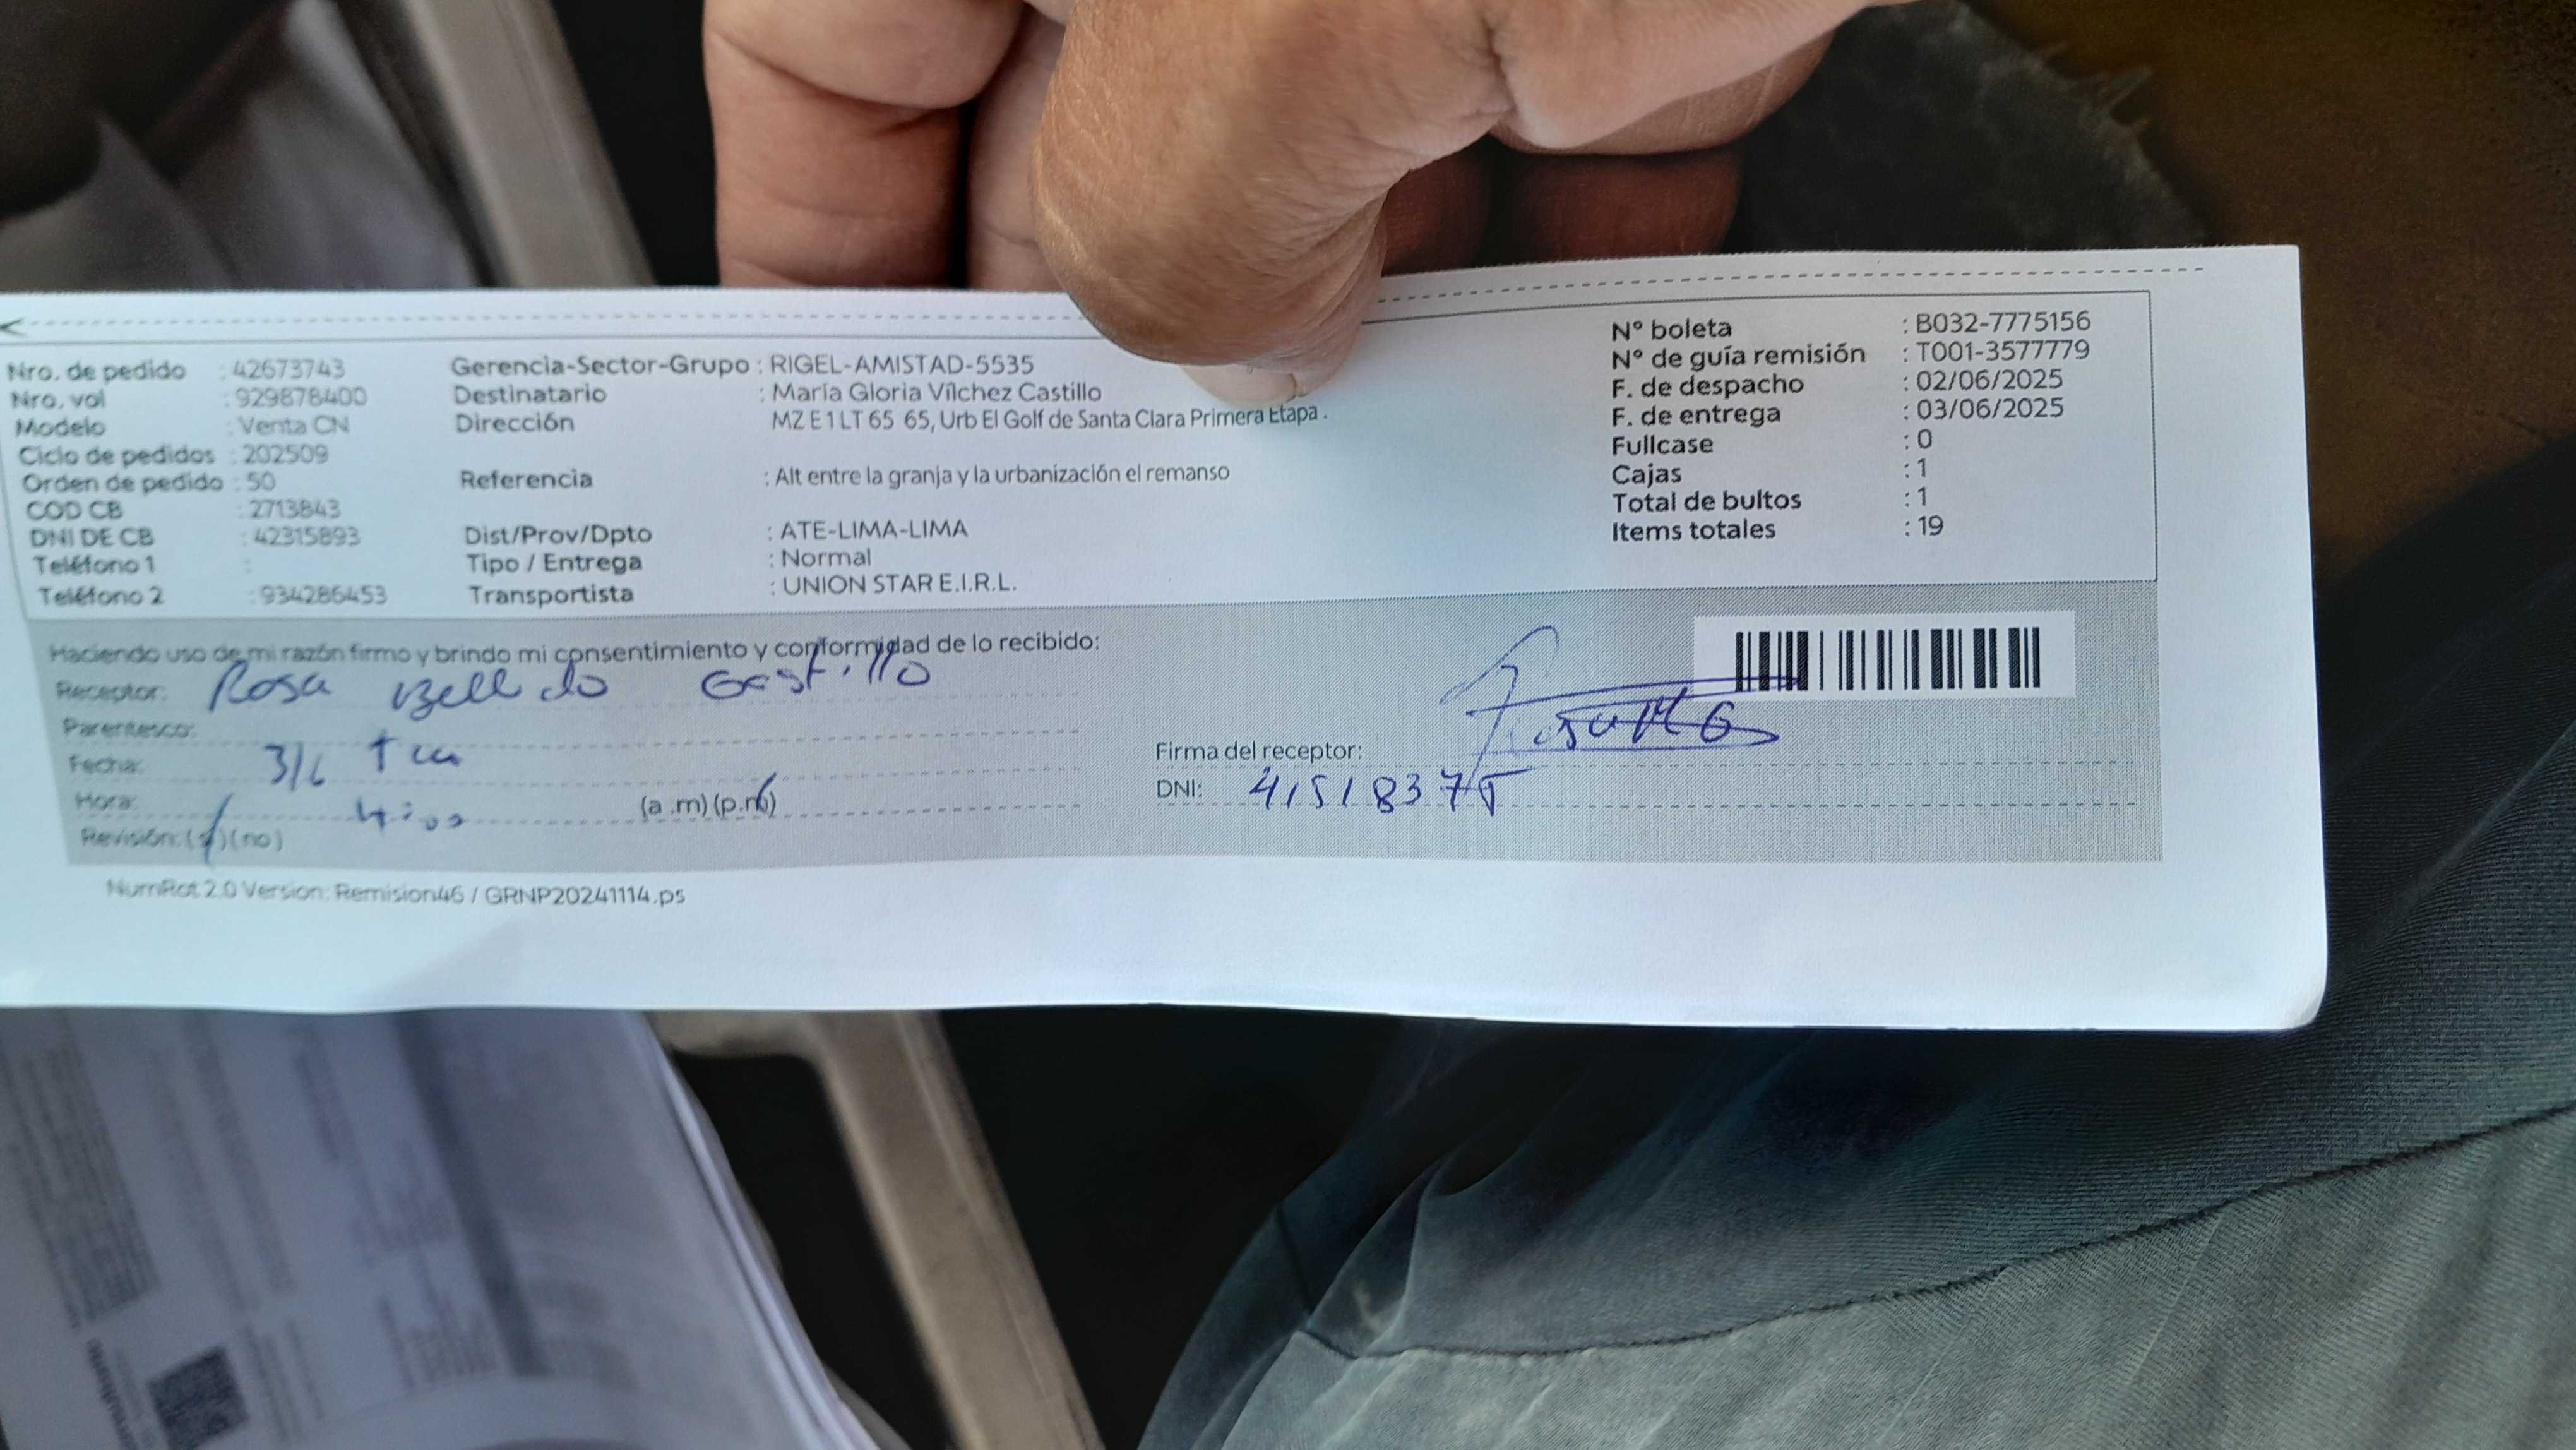 Nro. de pedido : 42673743
Nro. val : 929878400
Modelo : Venta CN
Ciclo de pedidos : 202509
Orden de pedido : 50
COD CB : 2713843
DNI DE CB : 42315893
Teléfono 1 :
Teléfono 2 : 934286453
Gerencia-Sector-Grupo : RIGEL-AMISTAD-5535
Destinatario : María Gloria Vílchez Castillo
Dirección MZ E1 LT 65 65, Urb El Golf de Santa Clara Primera Etapa .
Referencia : Alt entre la granja y la urbanización el remanso
Dist/Prov/Dpto : ATE-LIMA-LIMA
Tipo / Entrega : Normal
Transportista : UNION STAR E.I.R.L.
N° boleta : B032-7775156
N° de guía remisión : T001-3577779
F. de despacho : 02/06/2025
F. de entrega : 03/06/2025
Fullcase : 0
Cajas : 1
Total de bultos : 1
Items totales : 19
Haciendo uso de mi razón firmo y brindo mi consentimiento y conformidad de lo recibido:
Receptor: Rosa Bellido Castillo
Parentesco:
Fecha: 3/6
Hora: 4:00 (a .m) (p.m)
Revisión: (si) (no)
Firma del receptor:
DNI: 41518375
NumRot 2.0 Version: Remision46 / GRNP20241114.ps